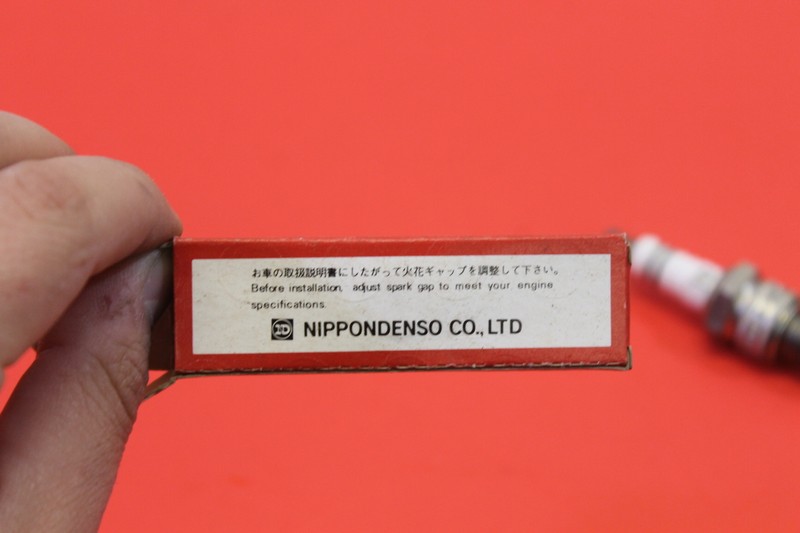 お車の取扱説明書にしたがって火花ギャップを調整して下さい。
Before installation, adjust spark gap to meet your engine
specifications.
ND NIPPONDENSO CO., LTD